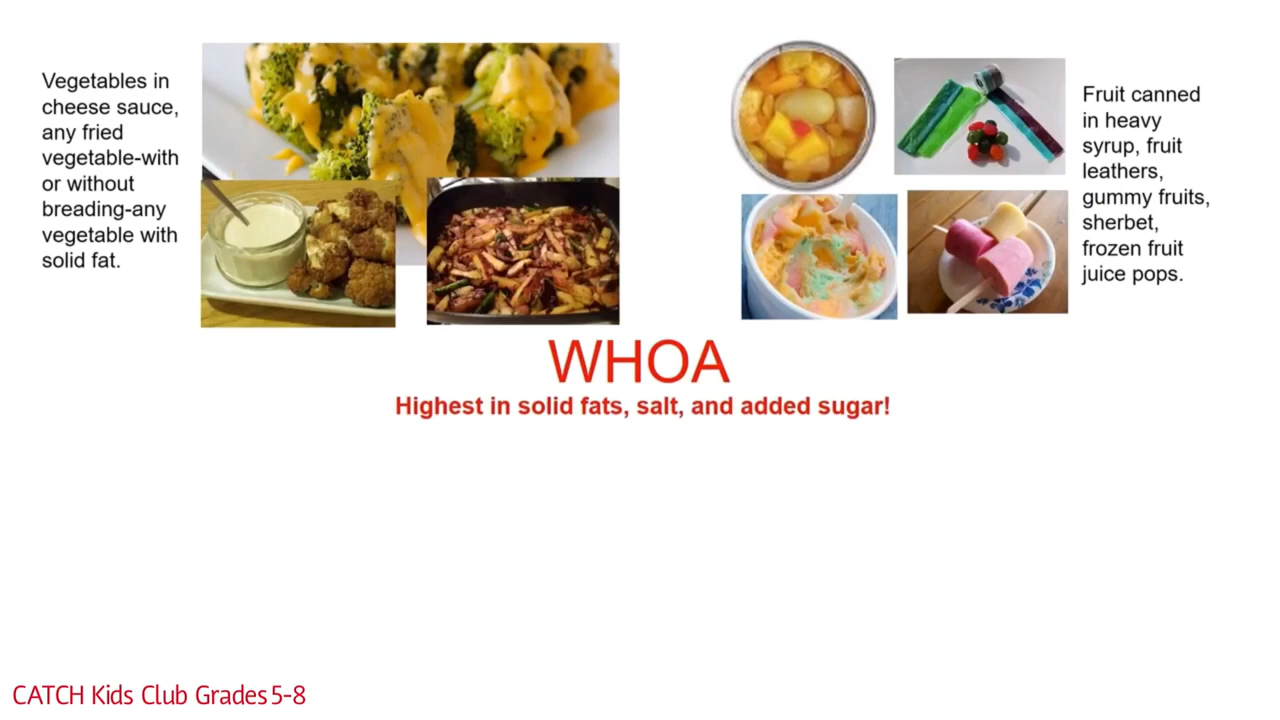 Vegetables in
cheese sauce,
any fried
vegetable-with
or without
breading-any
vegetable with
solid fat.
Fruit canned
in heavy
syrup, fruit
leathers,
gummy fruits,
sherbet,
frozen fruit
juice pops.
WHOA
Highest in solid fats, salt, and added sugar!
CATCH Kids Club Grades 5-8